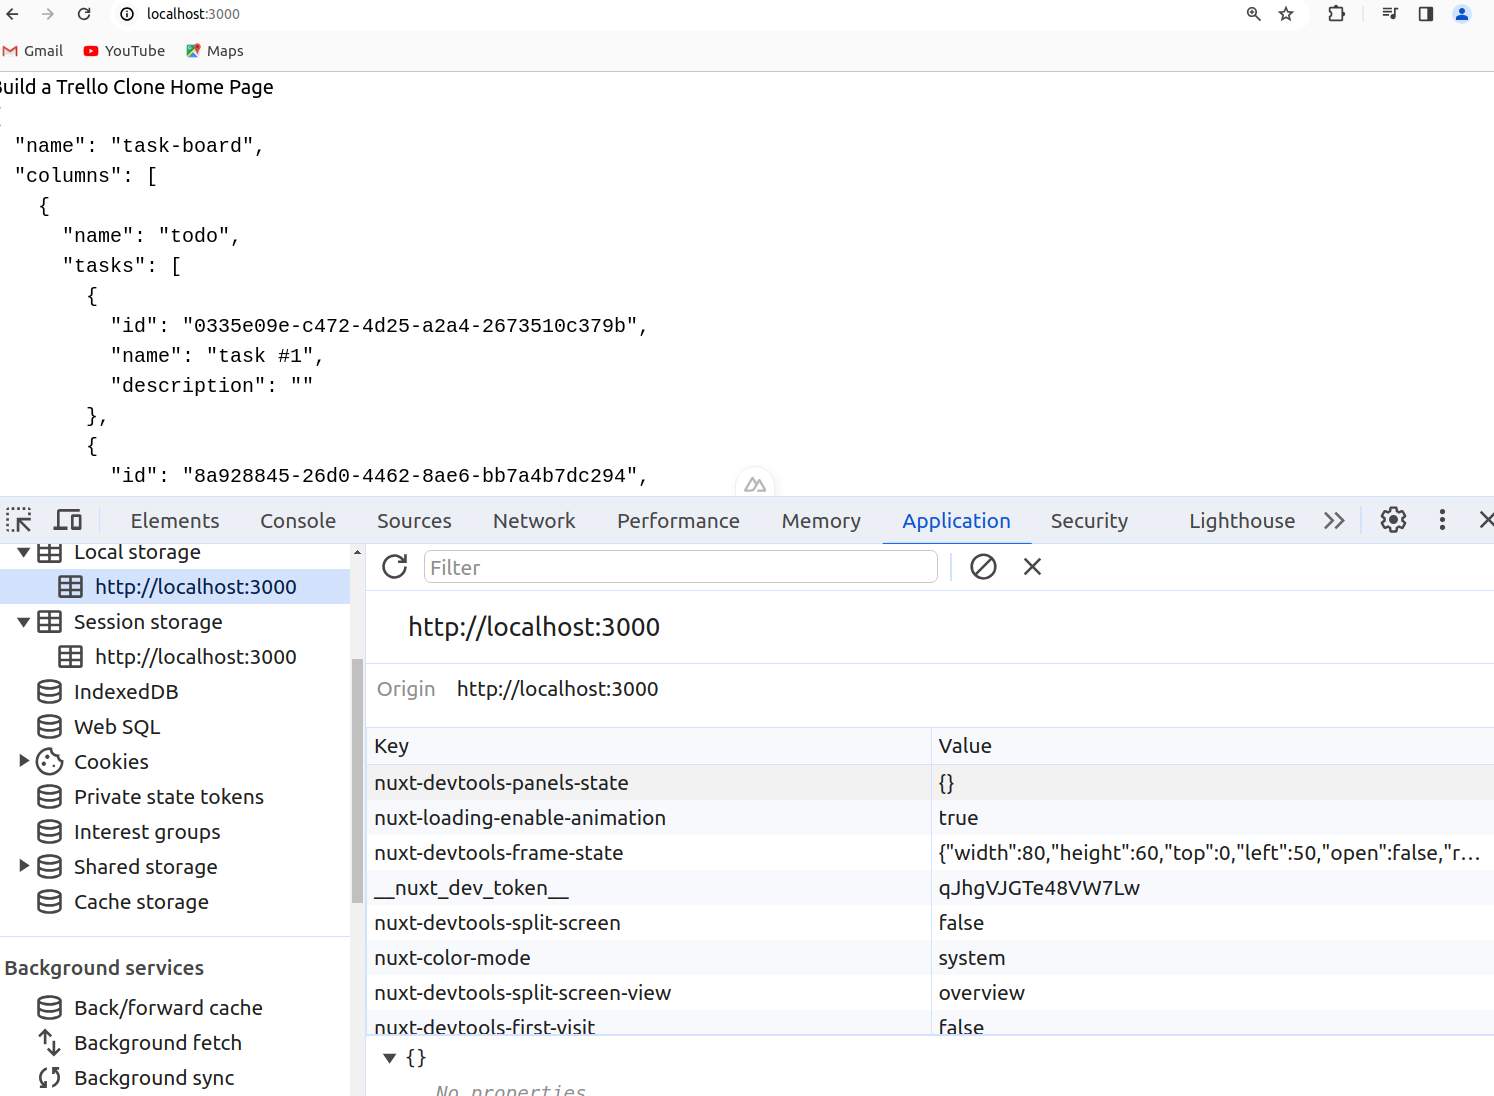 localhost:3000
Gmail YouTube Maps
Build a Trello Clone Home Page
{
"name": "task-board",
"columns": [
{
"name": "todo",
"tasks": [
{
"id": "0335e09e-c472-4d25-a2a4-2673510c379b",
"name": "task #1",
"description": ""
},
{
"id": "8a928845-26d0-4462-8ae6-bb7a4b7dc294",
Elements Console Sources Network Performance Memory Application Security Lighthouse
Local storage
http://localhost:3000
Session storage
http://localhost:3000
IndexedDB
Web SQL
Cookies
Private state tokens
Interest groups
Shared storage
Cache storage
Background services
Back/forward cache
Background fetch
Background sync
Filter
http://localhost:3000
Origin http://localhost:3000
Key Value
nuxt-devtools-panels-state {}
nuxt-loading-enable-animation true
nuxt-devtools-frame-state {"width":80,"height":60,"top":0,"left":50,"open":false,"r...
__nuxt_dev_token__ qJhgVJGTe48VW7Lw
nuxt-devtools-split-screen false
nuxt-color-mode system
nuxt-devtools-split-screen-view overview
nuxt-devtools-first-visit false
{}
No properties